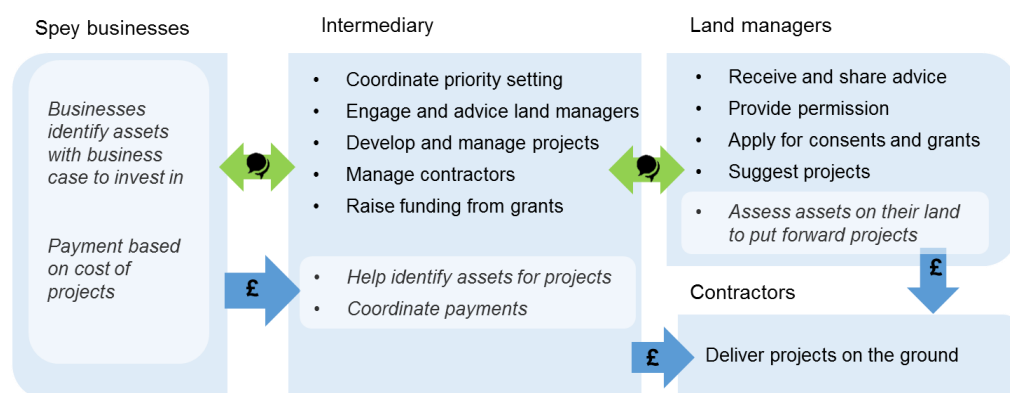 Spey businesses
Businesses
identify assets
with business
case to invest in
Payment based
on cost of
projects
£
Intermediary
• Coordinate priority setting
• Engage and advice land managers
• Develop and manage projects
• Manage contractors
• Raise funding from grants
• Help identify assets for projects
• Coordinate payments
£
Land managers
• Receive and share advice
• Provide permission
• Apply for consents and grants
• Suggest projects
• Assess assets on their land
to put forward projects
£
Contractors
Deliver projects on the ground